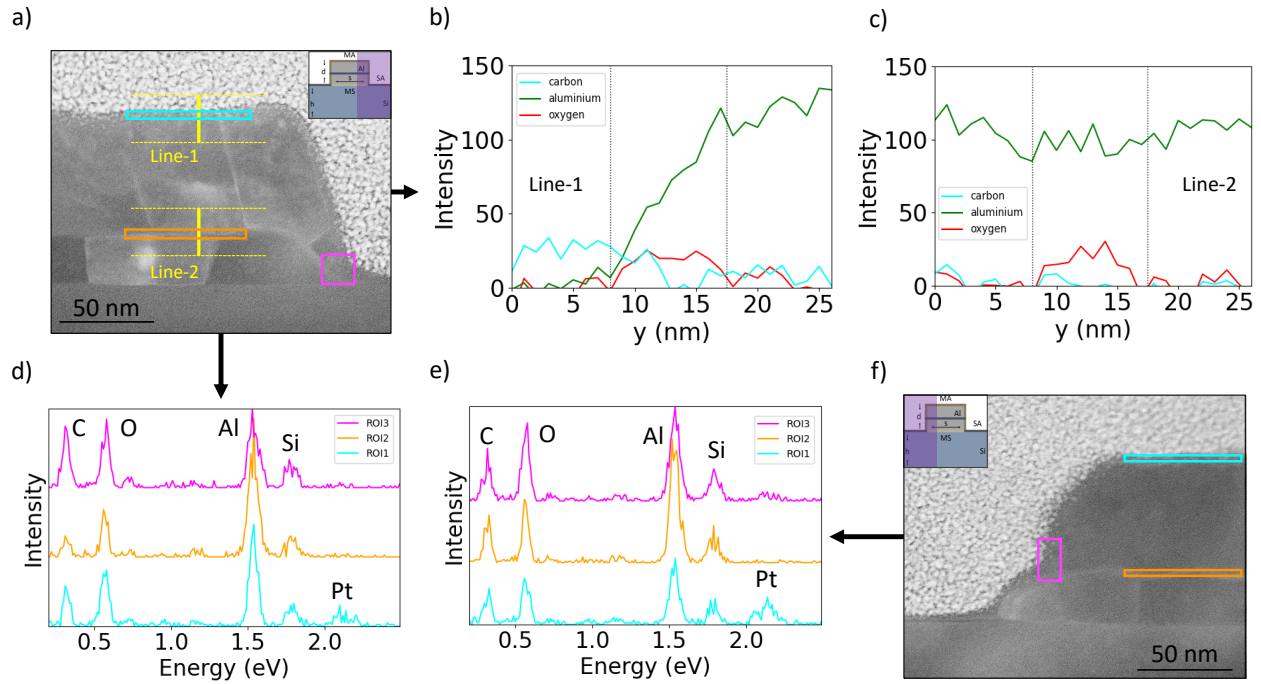 a)
MA
d
Al
s
SA
MS
h
Si
Line-1
Line-2
50 nm
b)
150
100
50
0
Intensity
carbon
aluminium
oxygen
Line-1
0 5 10 15 20 25
y (nm)
c)
150
100
50
0
Intensity
carbon
aluminium
oxygen
Line-2
0 5 10 15 20 25
y (nm)
d)
Intensity
C O Al Si Pt
ROI3
ROI2
ROI1
0.5 1.0 1.5 2.0
Energy (eV)
e)
Intensity
C O Al Si Pt
ROI3
ROI2
ROI1
0.5 1.0 1.5 2.0
Energy (eV)
f)
MA
d
Al
s
SA
MS
h
Si
50 nm